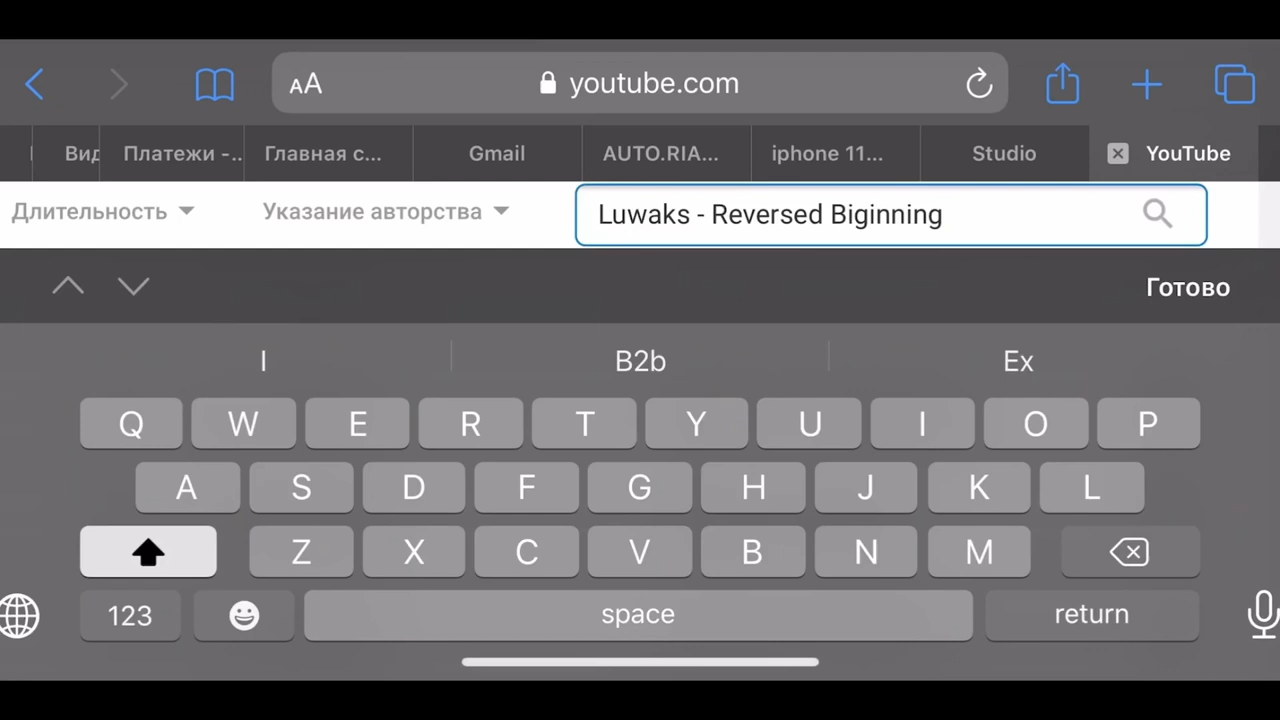 AA youtube.com
Вид Платежи -.. Главная с... Gmail AUTO.RIA... iphone 11... Studio YouTube
Длительность Указание авторства Luwaks - Reversed Biginning
Готово
I B2b Ex
Q W E R T Y U I O P
A S D F G H J K L
Z X C V B N M
123 space return